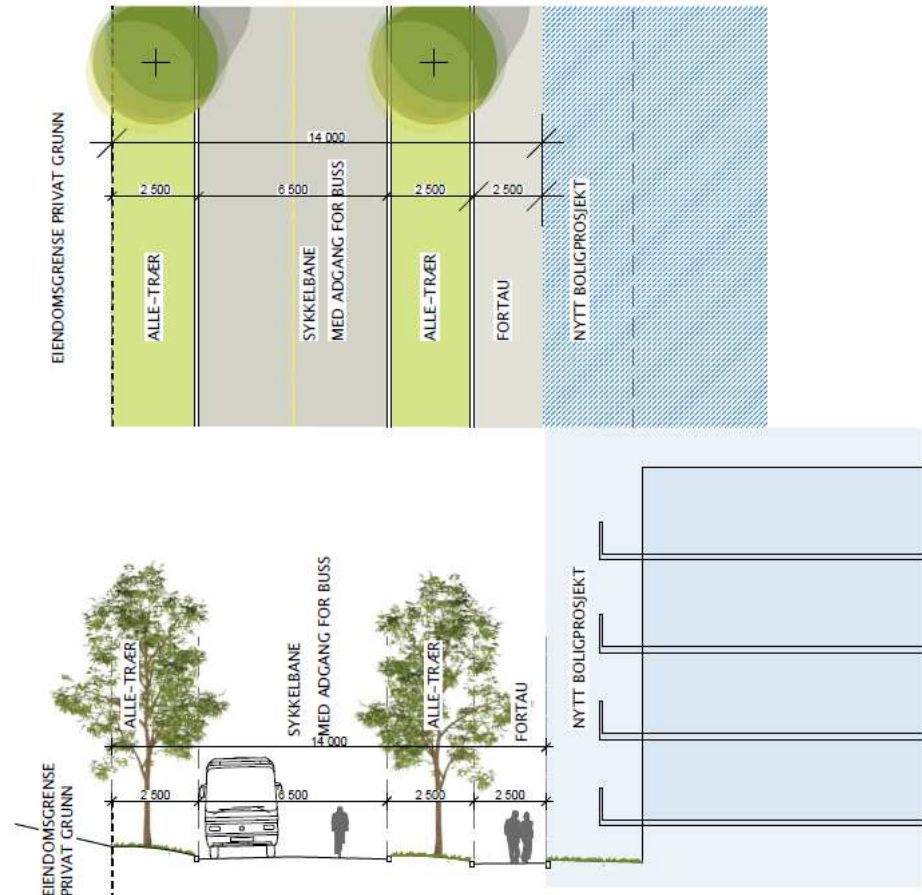 EIENDOMSGRENSE PRIVAT GRUNN
14 000
2 500
6 500
2 500
2 500
ALLE-TRÆR
SYKKELBANE
MED ADGANG FOR BUSS
ALLE-TRÆR
FORTAU
NYTT BOLIGPROSJEKT
ALLE-TRÆR
SYKKELBANE
MED ADGANG FOR BUSS
ALLE-TRÆR
FORTAU
NYTT BOLIGPROSJEKT
14 000
2 500
6 500
2 500
2 500
EIENDOMSGRENSE
PRIVAT GRUNN